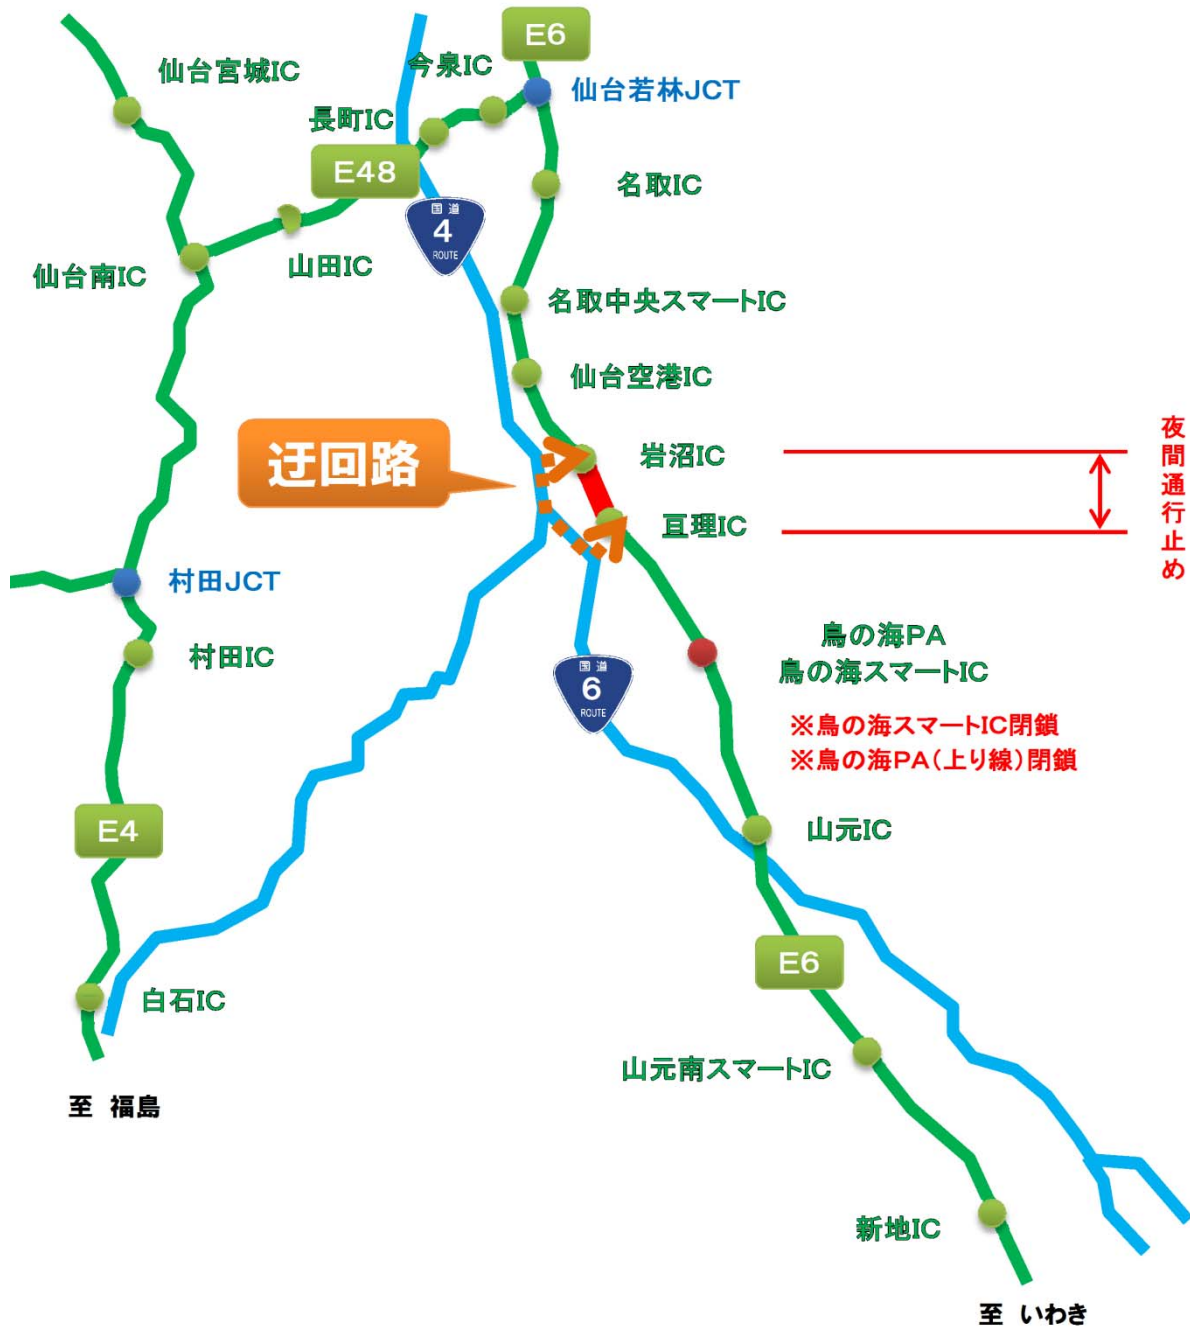 E6
今泉IC
仙台宮城IC
仙台若林JCT
長町IC
E48
名取IC
国道
4
ROUTE
山田IC
仙台南IC
名取中央スマートIC
仙台空港IC
迂回路
岩沼IC
亘理IC
夜間通行止め
村田JCT
村田IC
鳥の海PA
鳥の海スマートIC
国道
6
ROUTE
※鳥の海スマートIC閉鎖
※鳥の海PA(上り線)閉鎖
E4
山元IC
E6
白石IC
山元南スマートIC
至 福島
新地IC
至 いわき